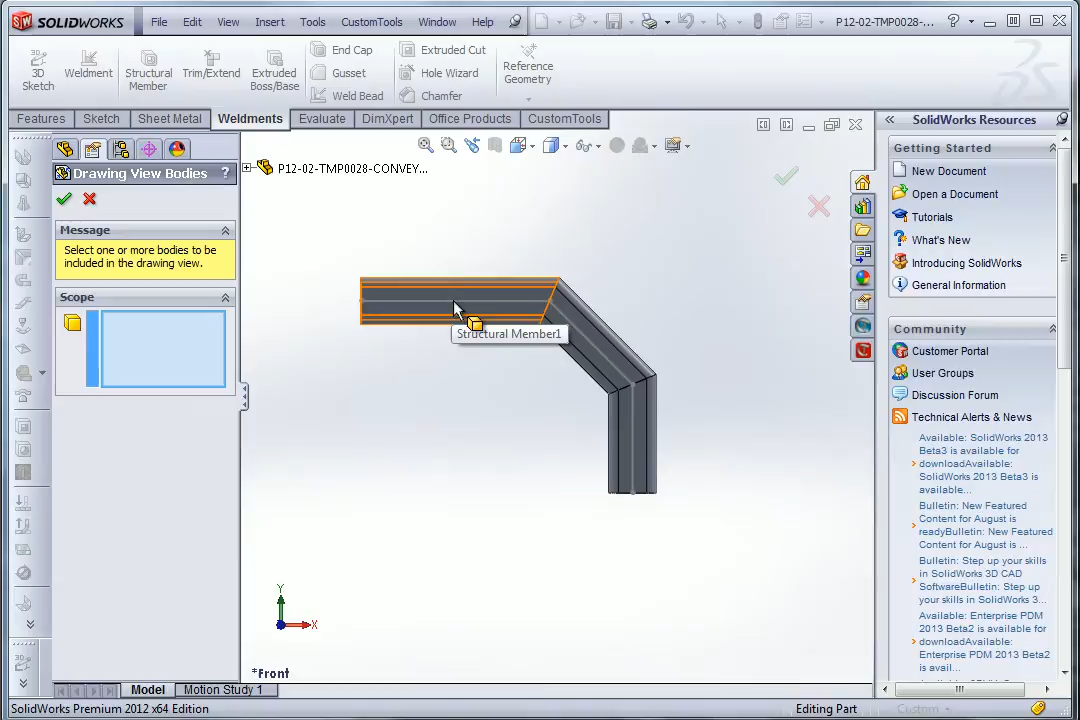 SOLIDWORKS File Edit View Insert Tools CustomTools Window Help P12-02-TMP0028-... ?
3D Sketch
Weldment
Structural Member
Trim/Extend
Extruded Boss/Base
End Cap
Gusset
Weld Bead
Extruded Cut
Hole Wizard
Chamfer
Reference Geometry
Features Sketch Sheet Metal Weldments Evaluate DimXpert Office Products CustomTools
Drawing View Bodies ?
Message
Select one or more bodies to be
included in the drawing view.
Scope
P12-02-TMP0028-CONVEY...
Structural Member1
Y
X
*Front
SolidWorks Resources
Getting Started
New Document
Open a Document
Tutorials
What's New
Introducing SolidWorks
General Information
Community
Customer Portal
User Groups
Discussion Forum
Technical Alerts & News
Available: SolidWorks 2013
Beta3 is available for
downloadAvailable:
SolidWorks 2013 Beta3 is
available...
Bulletin: New Featured
Content for August is
readyBulletin: New Featured
Content for August is ...
Bulletin: Step up your skills
in SolidWorks 3D CAD
SoftwareBulletin: Step up
your skills in SolidWorks 3...
Available: Enterprise PDM
2013 Beta2 is available for
downloadAvailable:
Enterprise PDM 2013 Beta2
is avail...
Model Motion Study 1
SolidWorks Premium 2012 x64 Edition Editing Part Custom